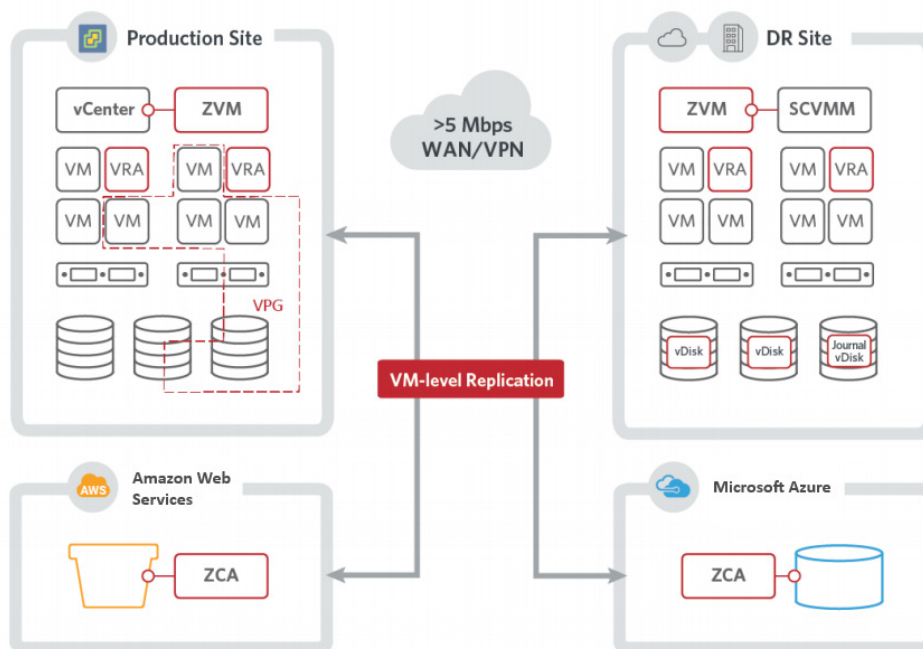 Production Site
vCenter
ZVM
VM
VRA
VM
VRA
VM
VM
VM
VM
VPG
>5 Mbps
WAN/VPN
DR Site
ZVM
SCVMM
VM
VRA
VM
VRA
VM
VM
VM
VM
vDisk
vDisk
Journal
vDisk
VM-level Replication
AWS
Amazon Web
Services
ZCA
Microsoft Azure
ZCA